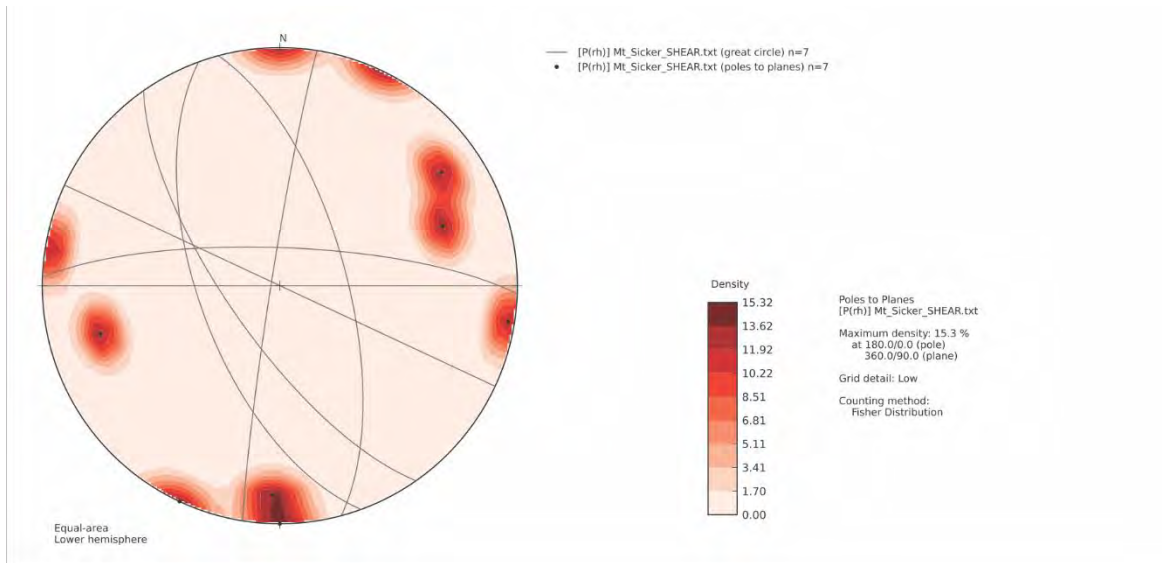 N
[P(rh)] Mt_Sicker_SHEAR.txt (great circle) n=7
[P(rh)] Mt_Sicker_SHEAR.txt (poles to planes) n=7
Density
15.32
13.62
11.92
10.22
8.51
6.81
5.11
3.41
1.70
0.00
Poles to Planes
[P(rh)] Mt_Sicker_SHEAR.txt
Maximum density: 15.3 %
at 180.0/0.0 (pole)
360.0/90.0 (plane)
Grid detail: Low
Counting method:
Fisher Distribution
Equal-area
Lower hemisphere